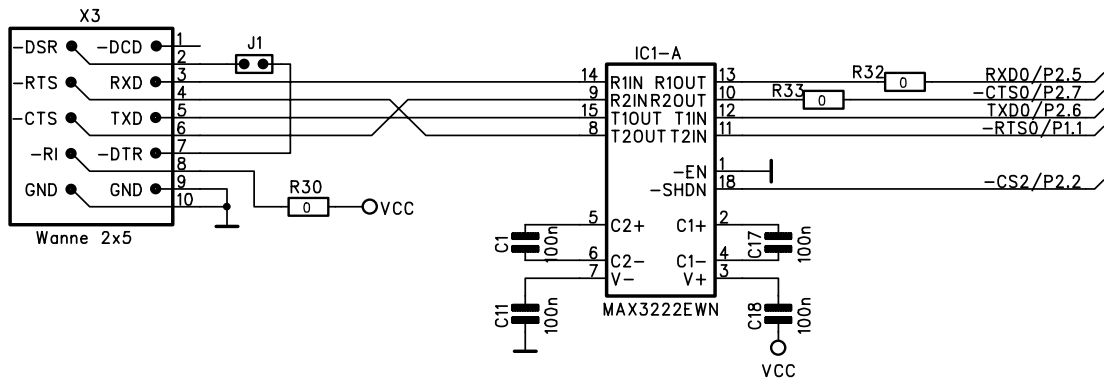 X3
-DSR -DCD 1
2
J1
-RTS RXD 3
4
-CTS TXD 5
6
-RI -DTR 7
8
GND GND 9
10
Wanne 2x5
R30
0
VCC
IC1-A
14 R1IN R1OUT 13
9 R2IN R2OUT 10
15 T1OUT T1IN 12
8 T2OUT T2IN 11
-EN 1
-SHDN 18
5 C2+ C1+ 2
6 C2- C1- 4
7 V- V+ 3
MAX3222EWN
C1 100n
C11 100n
C17 100n
C18 100n
VCC
R32
0
R33
0
RXD0/P2.5
-CTS0/P2.7
TXD0/P2.6
-RTS0/P1.1
-CS2/P2.2